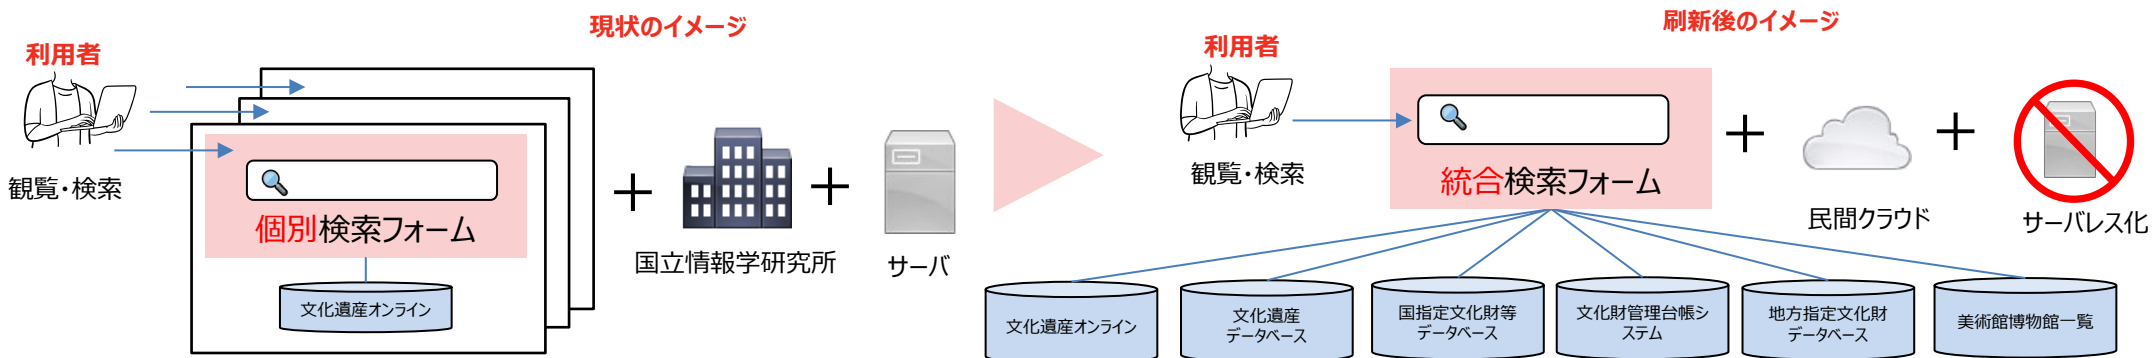 現状のイメージ
利用者
観覧・検索
個別検索フォーム
文化遺産オンライン
国立情報学研究所
サーバ
刷新後のイメージ
利用者
観覧・検索
統合検索フォーム
民間クラウド
サーバレス化
文化遺産オンライン
文化遺産
データベース
国指定文化財等
データベース
文化財管理台帳シ
ステム
地方指定文化財
データベース
美術館博物館一覧